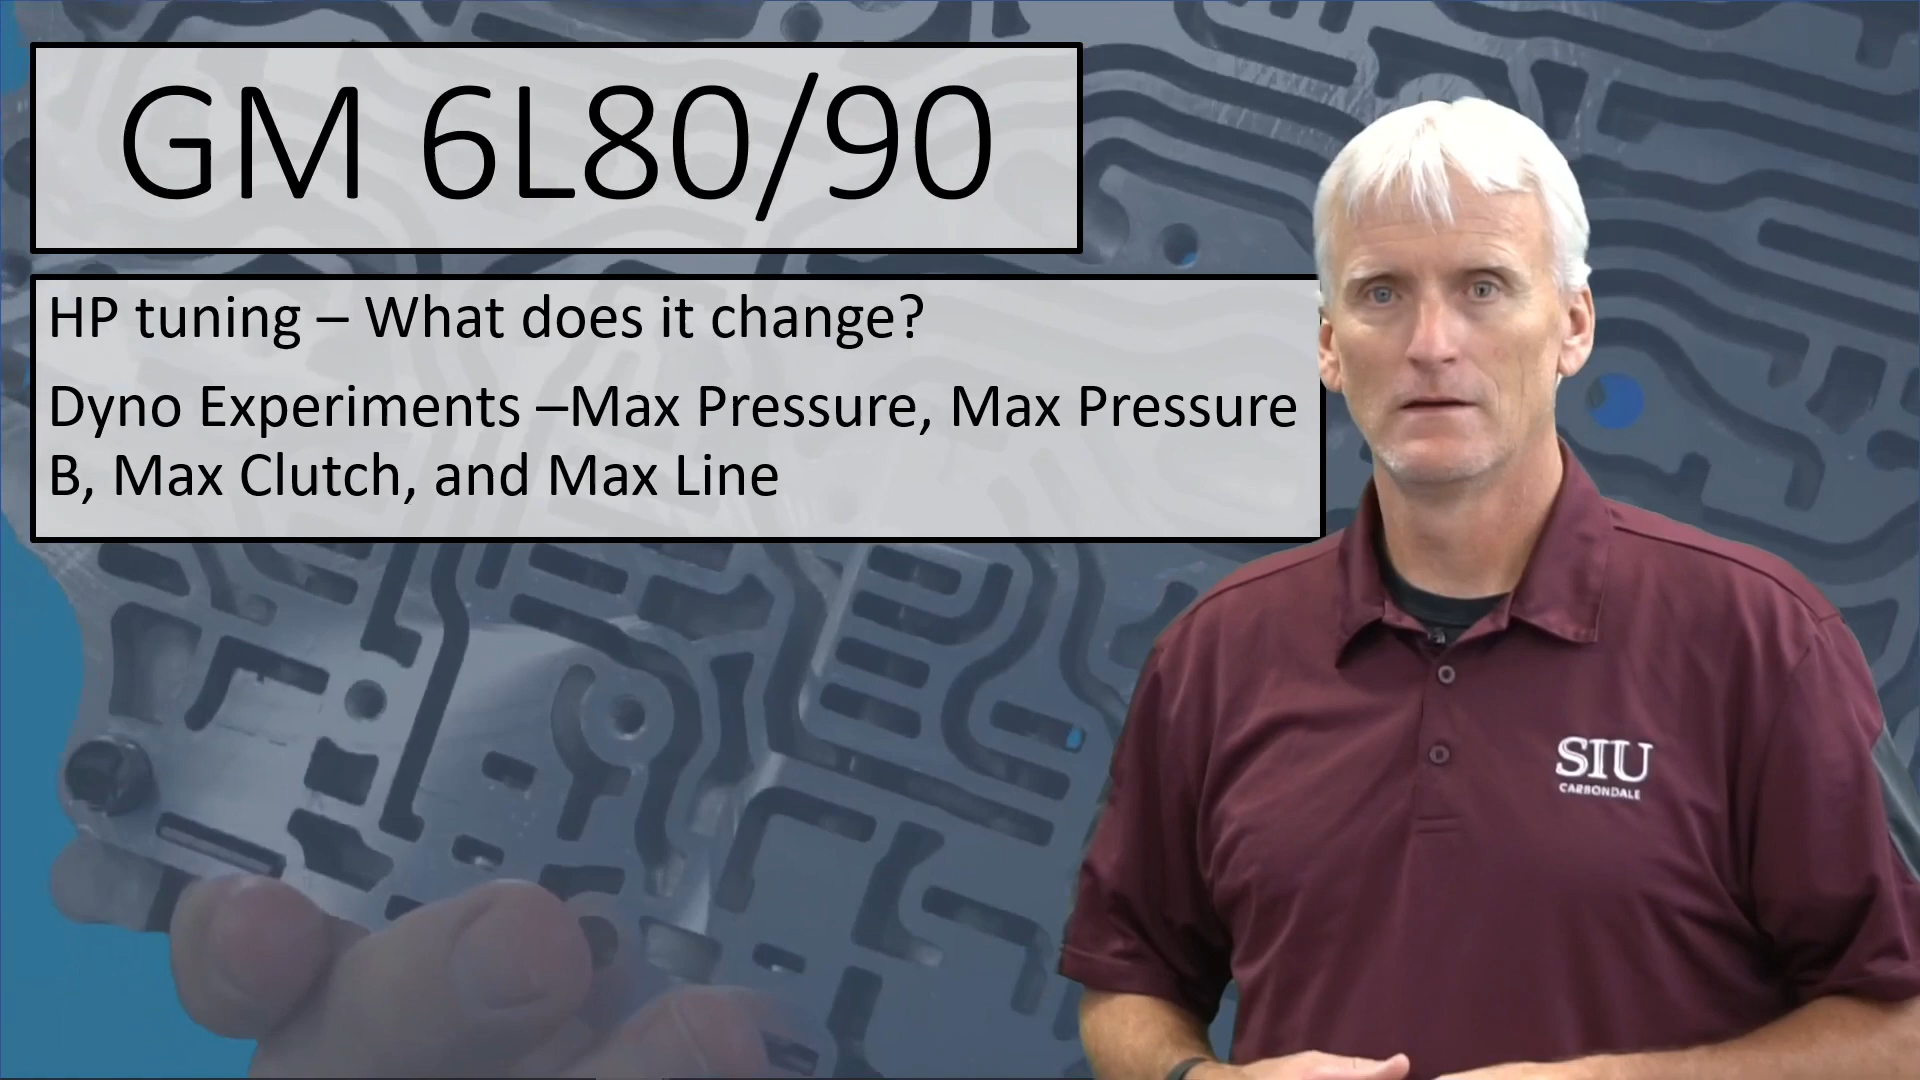 GM 6L80/90
HP tuning – What does it change?
Dyno Experiments –Max Pressure, Max Pressure
B, Max Clutch, and Max Line
SIU
CARBONDALE